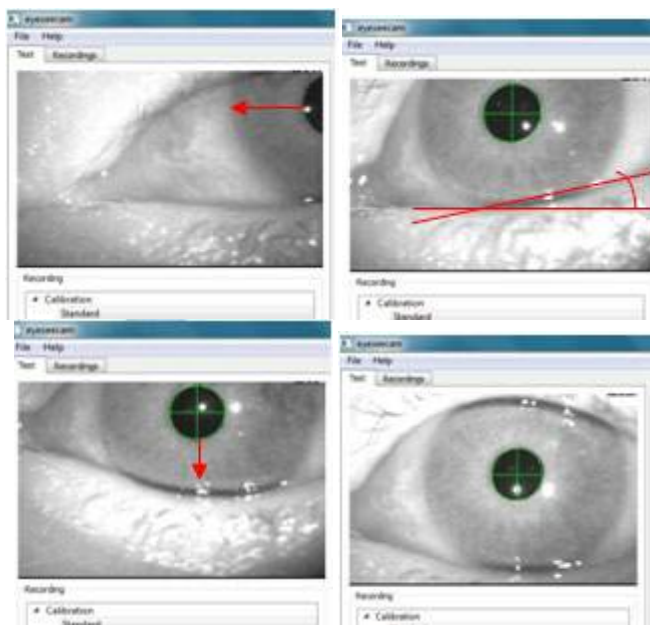 eyeseecam
File Help
Test Recordings
Recording
Calibration
Standard
eyeseecam
File Help
Test Recordings
Recording
Calibration
Standard
eyeseecam
File Help
Test Recordings
Recording
Calibration
Standard
eyeseecam
File Help
Test Recordings
Recording
Calibration